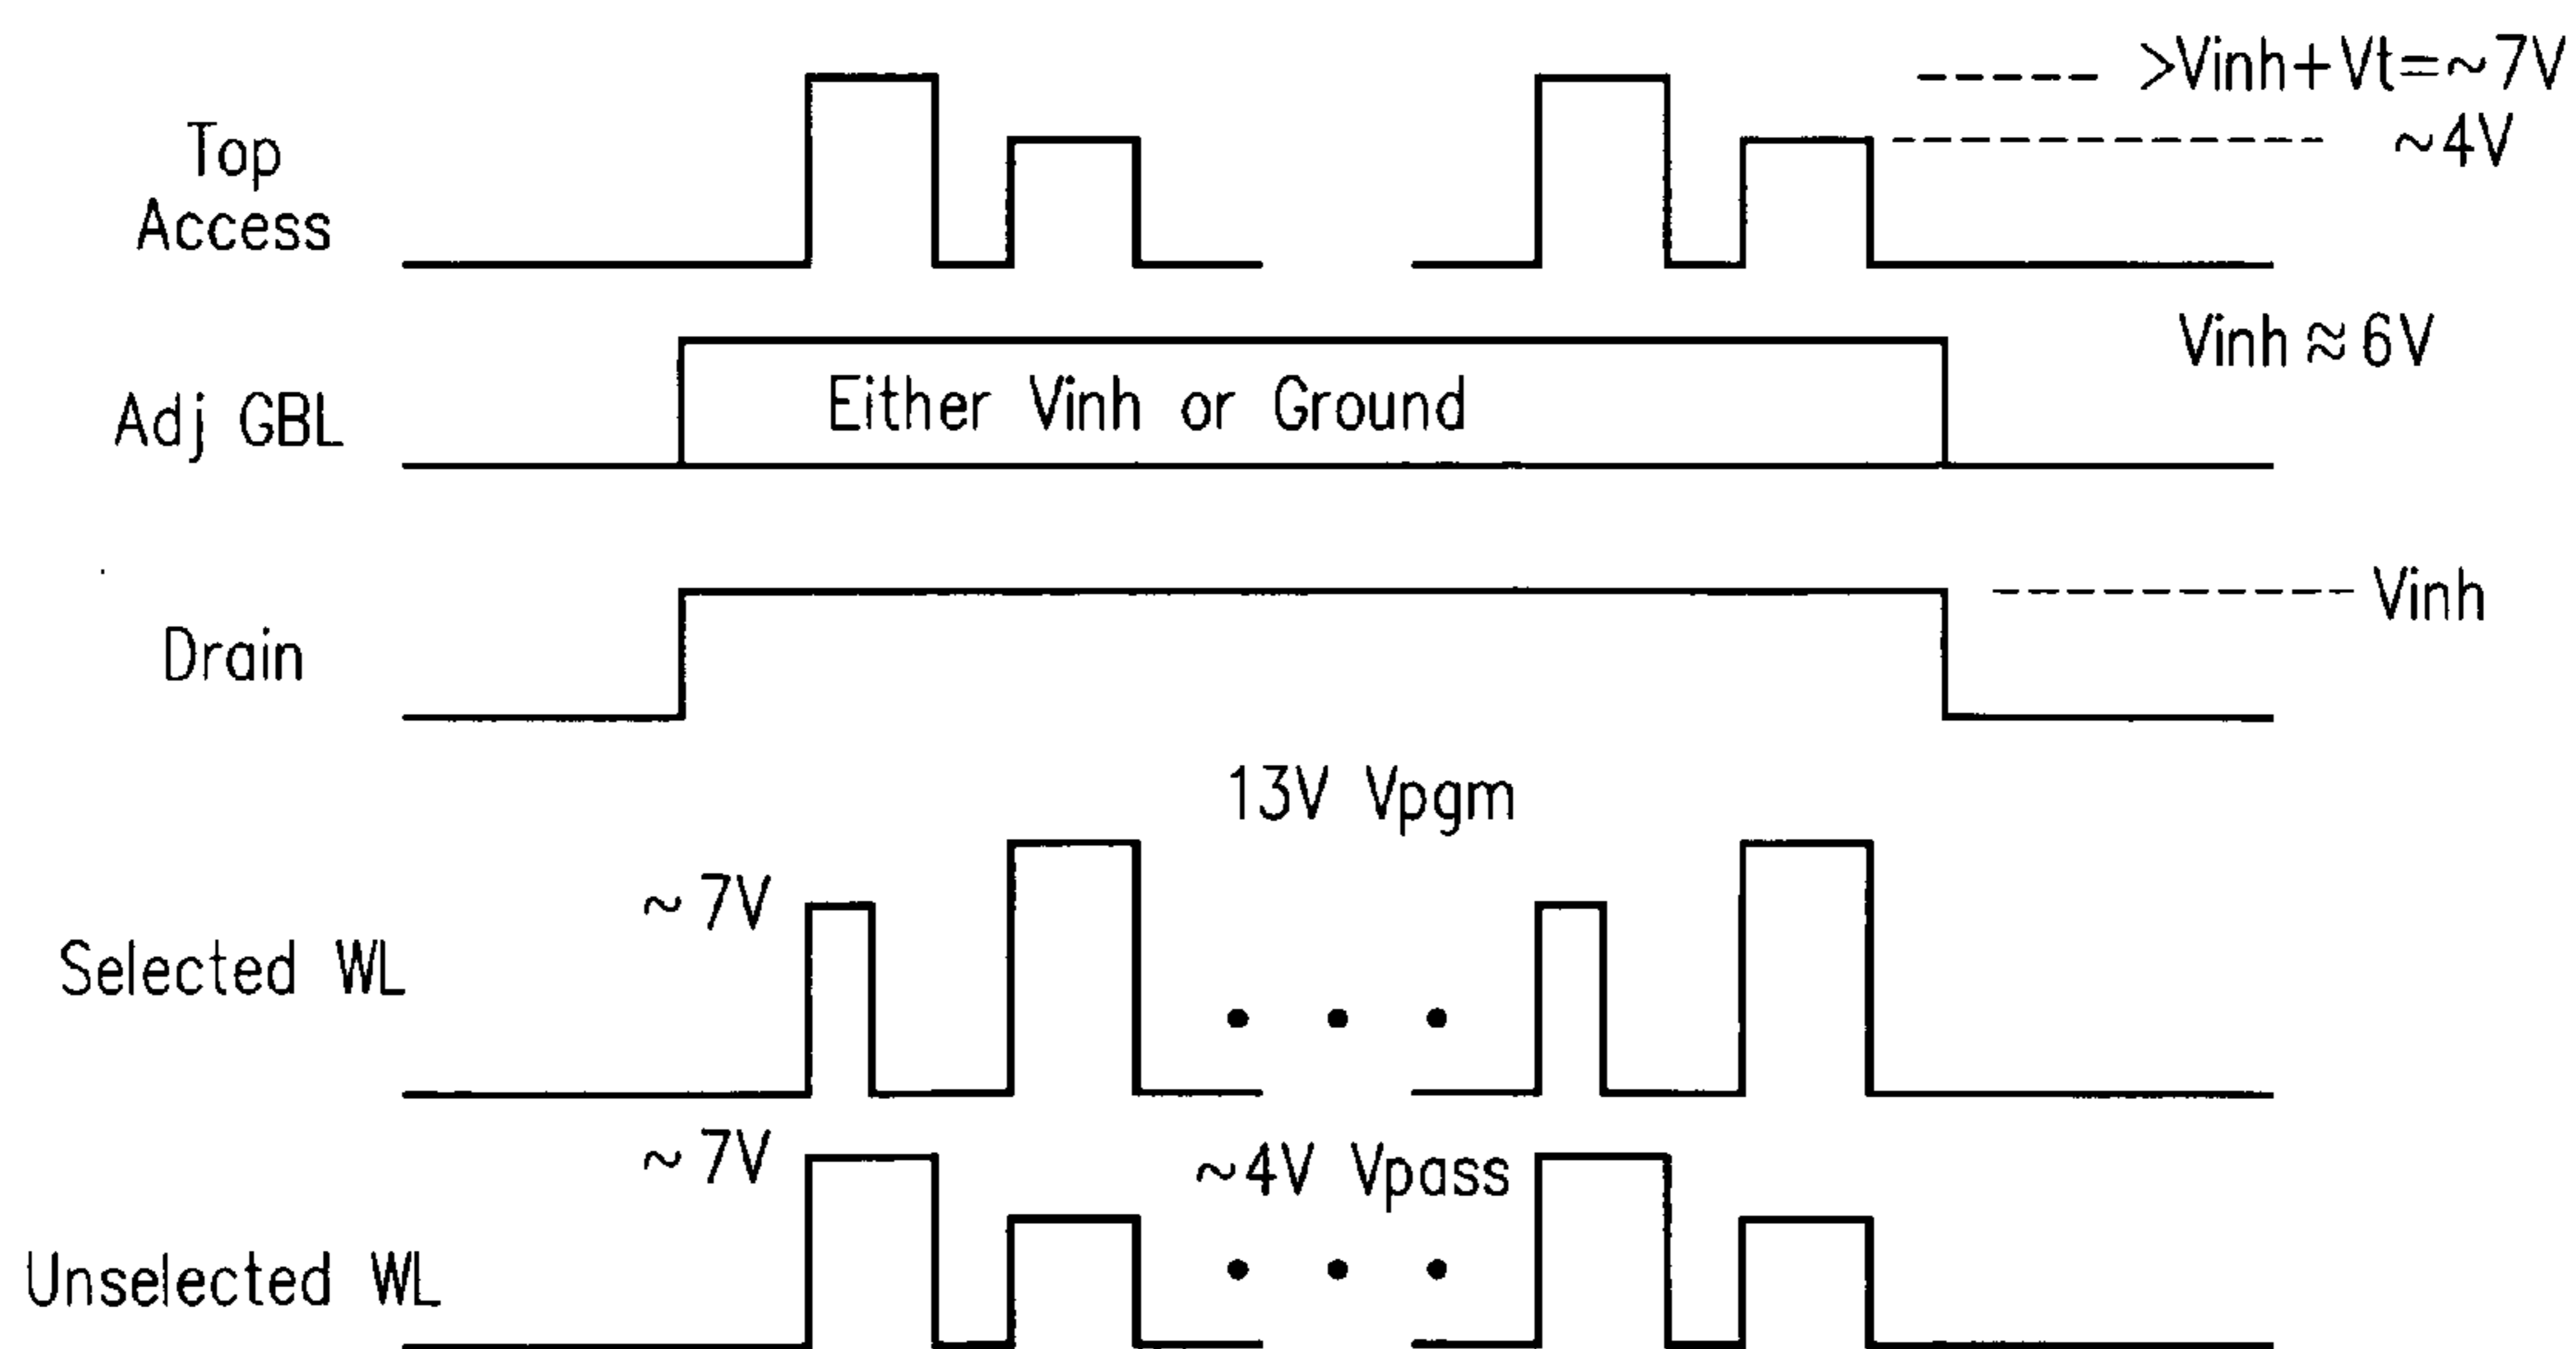 >Vinh+Vt=~7V
Top
Access
~4V
Vinh≈6V
Adj GBL
Either Vinh or Ground
Drain
Vinh
13V Vpgm
~7V
Selected WL
~7V
~4V Vpass
Unselected WL